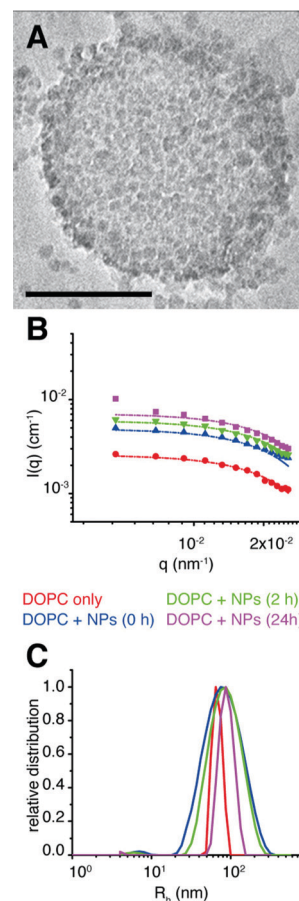 A
B
I(q) (cm⁻¹)
10⁻²
10⁻³
10⁻²
2x10⁻²
q (nm⁻¹)
DOPC only
DOPC + NPs (2 h)
DOPC + NPs (0 h)
DOPC + NPs (24h)
C
relative distribution
1.0
0.8
0.6
0.4
0.2
0.0
10⁰
10¹
10²
R_h (nm)